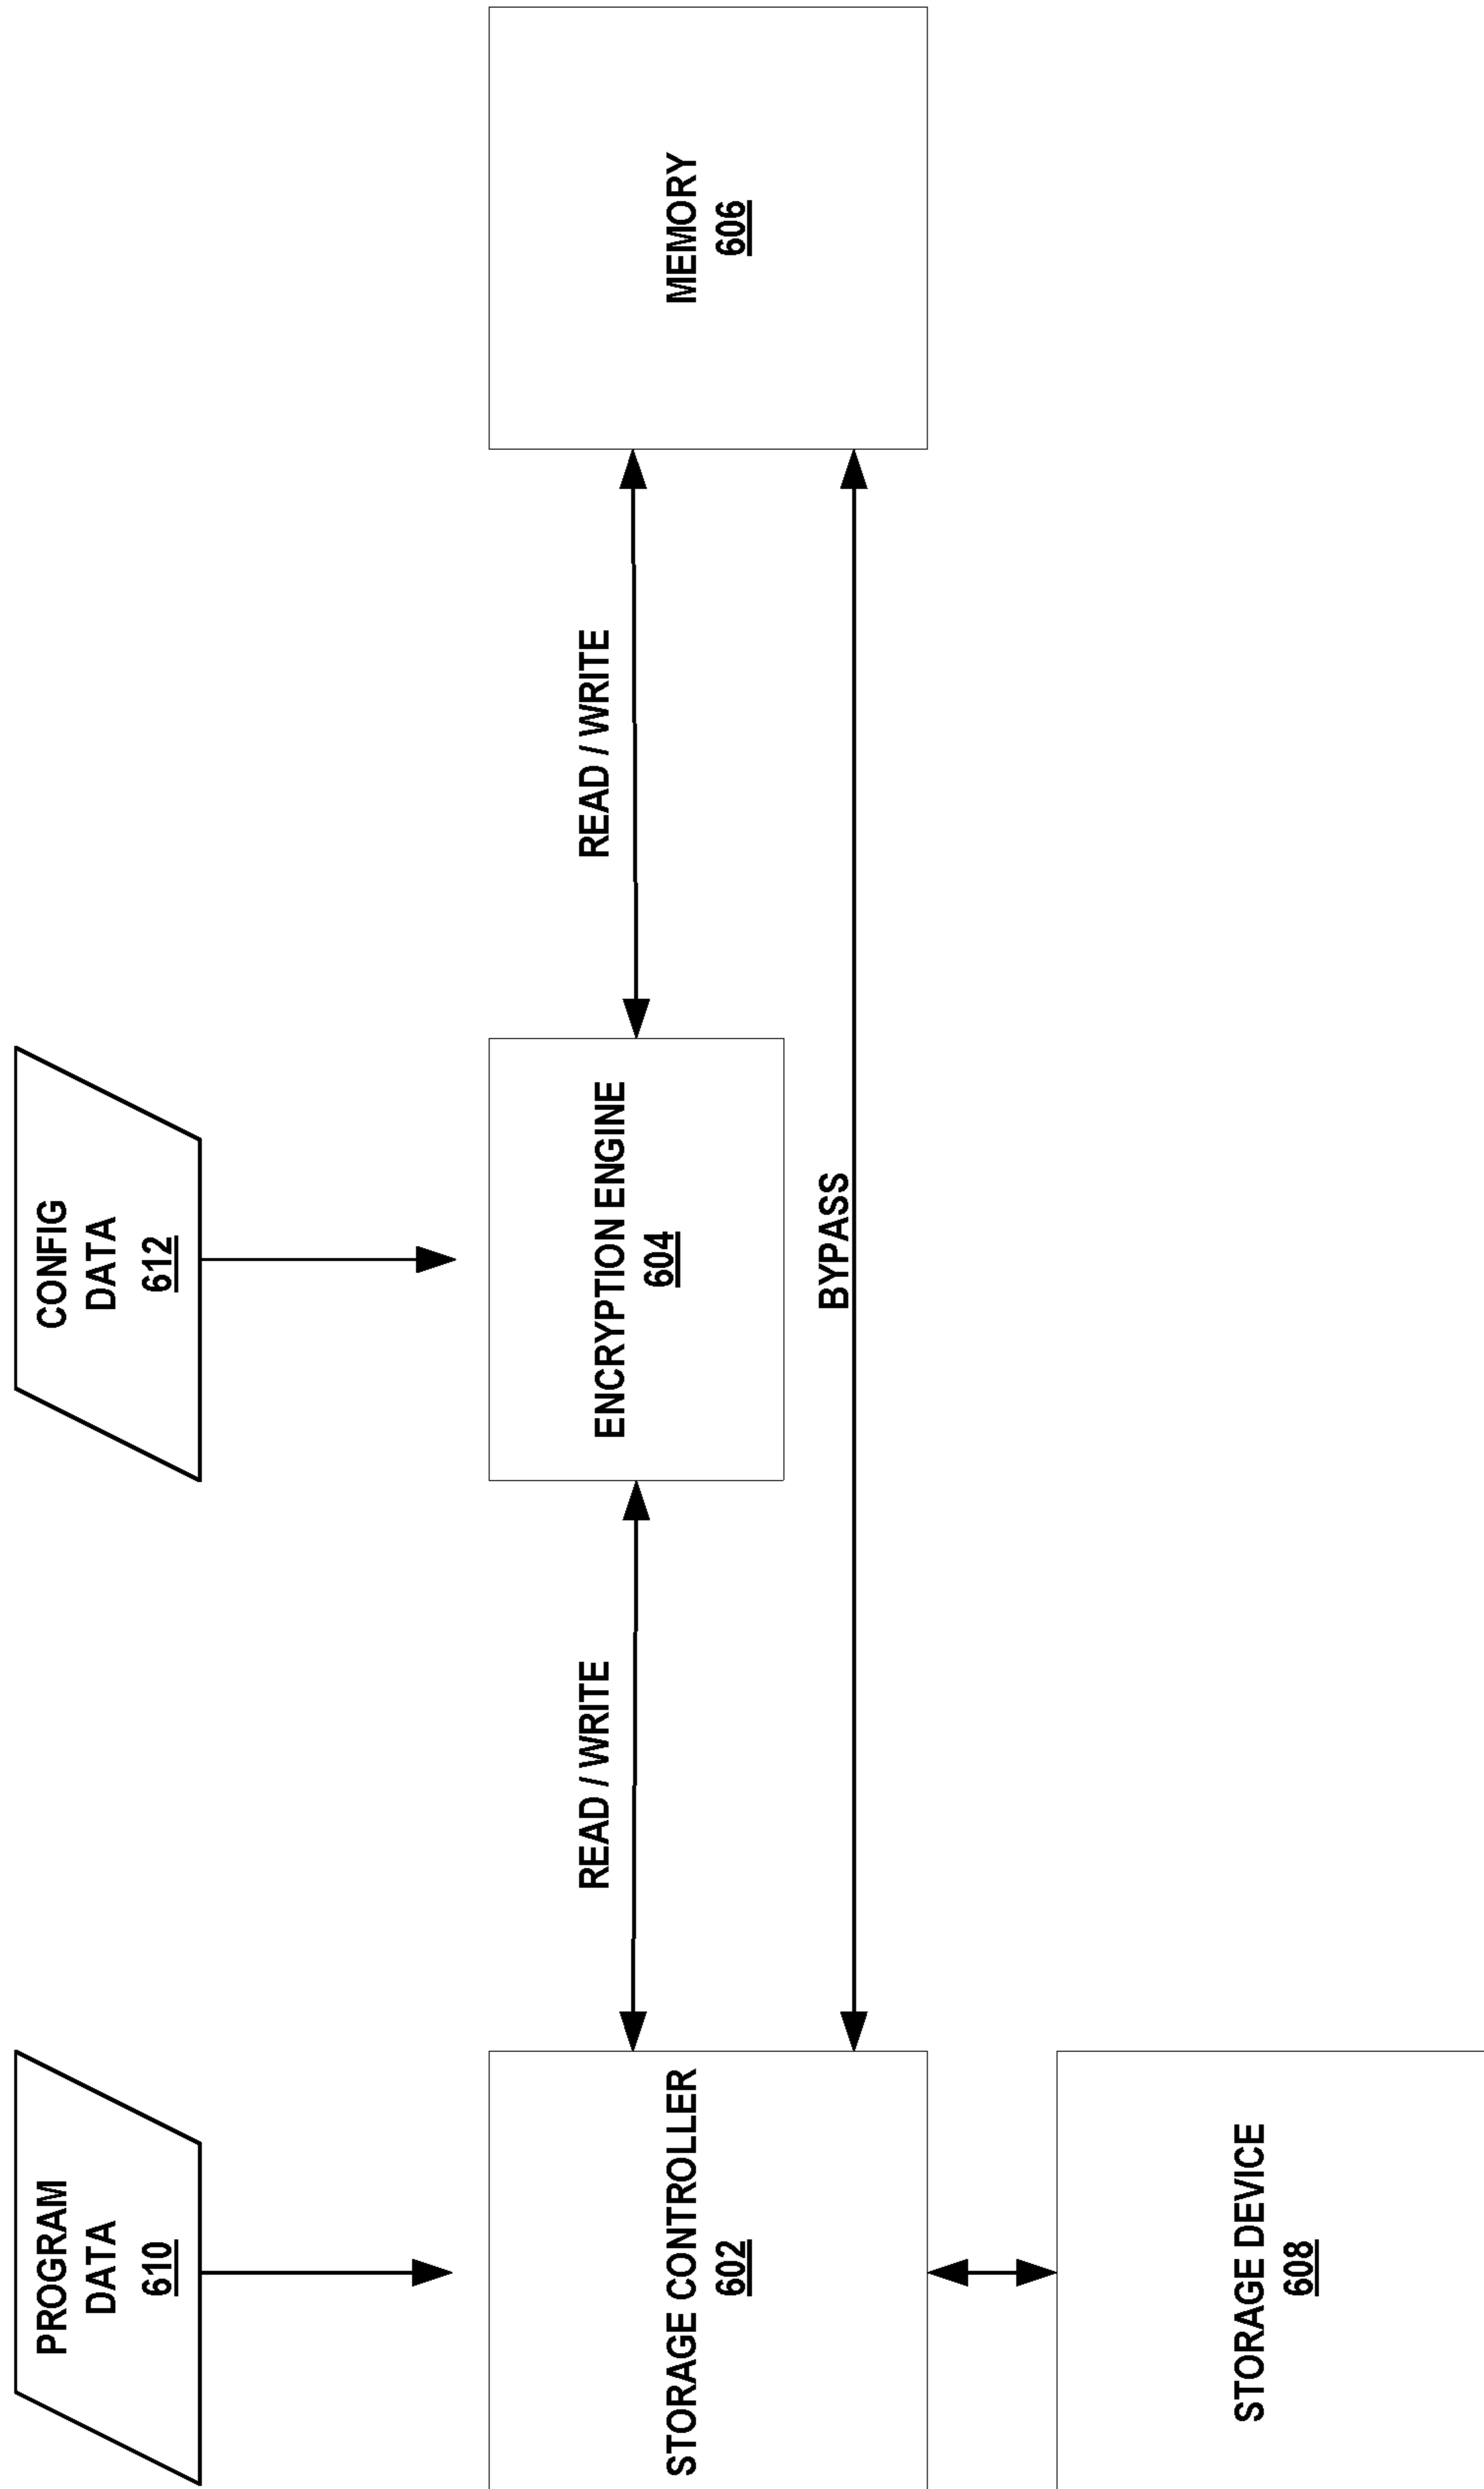 PROGRAM
DATA
610
CONFIG
DATA
612
STORAGE CONTROLLER
602
READ / WRITE
ENCRYPTION ENGINE
604
READ / WRITE
MEMORY
606
BYPASS
STORAGE DEVICE
608